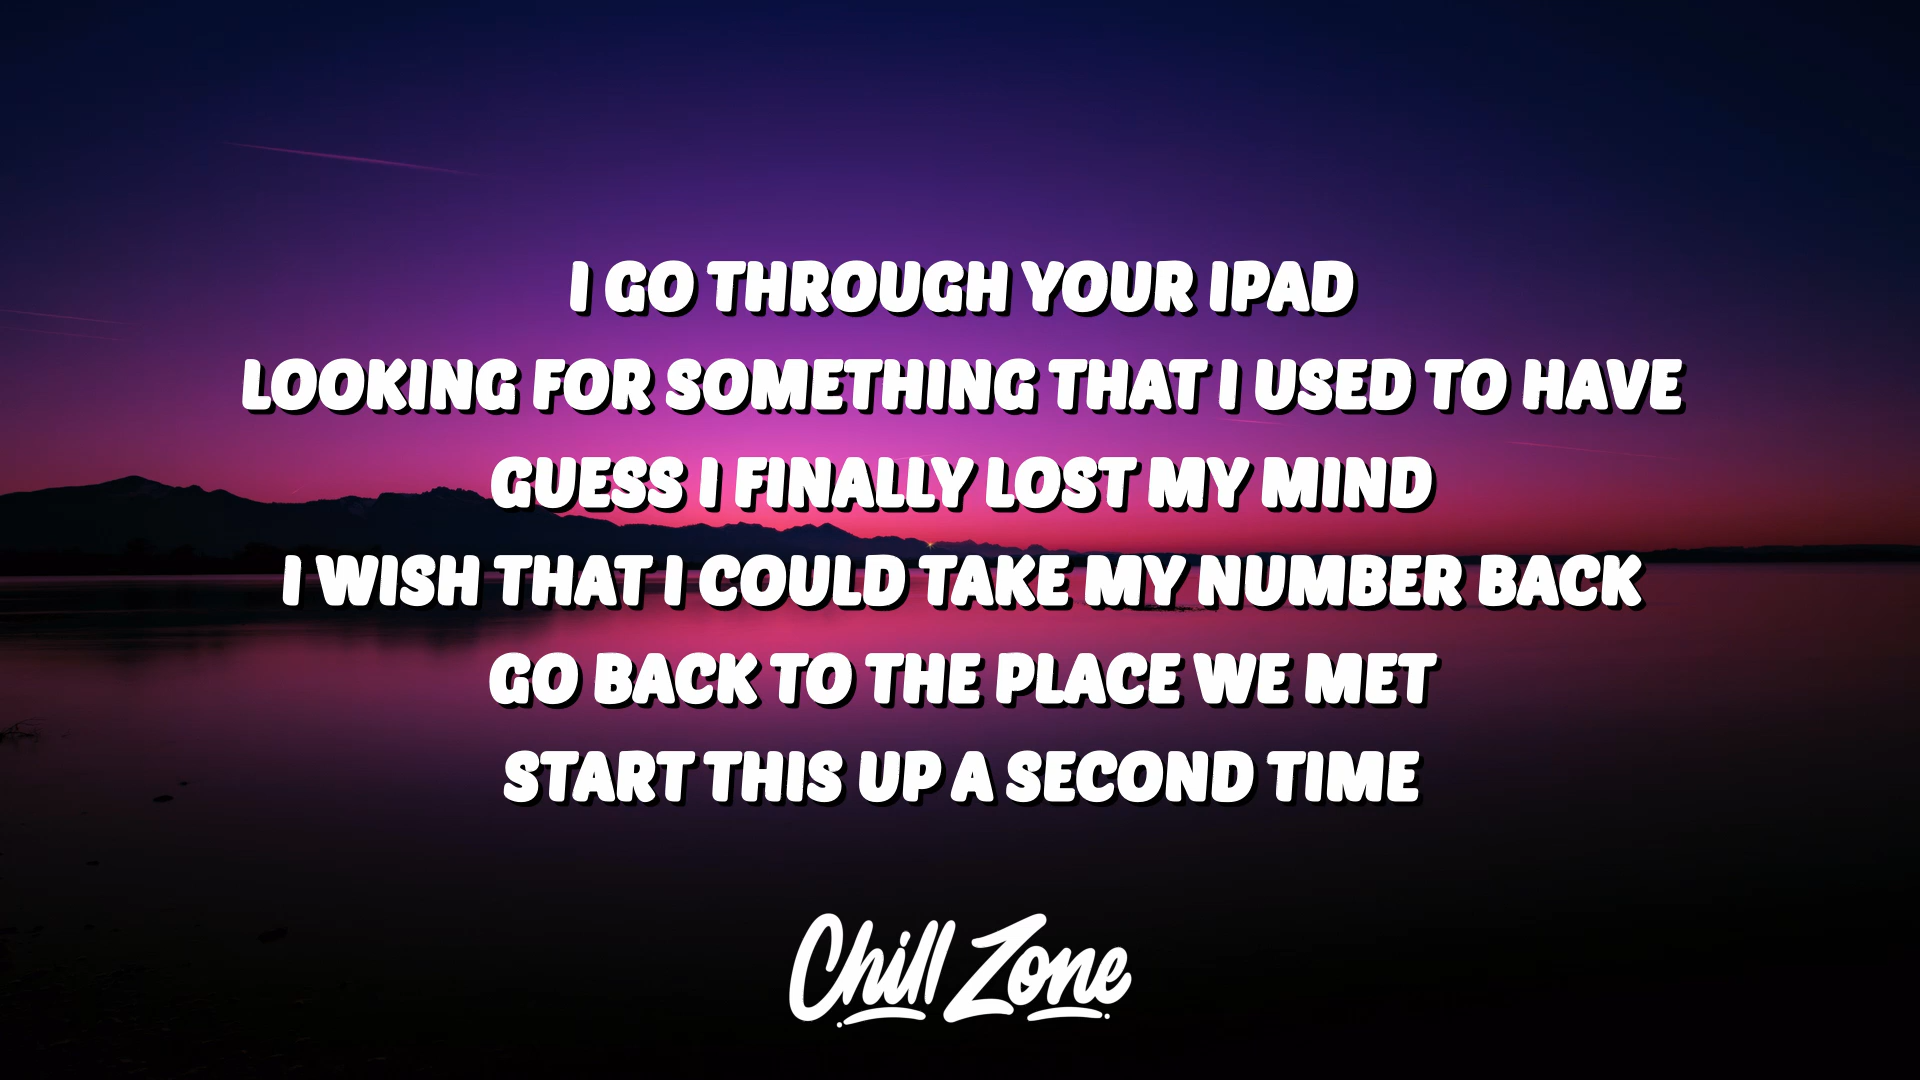 I GO THROUGH YOUR IPAD
LOOKING FOR SOMETHING THAT I USED TO HAVE
GUESS I FINALLY LOST MY MIND
I WISH THAT I COULD TAKE MY NUMBER BACK
GO BACK TO THE PLACE WE MET
START THIS UP A SECOND TIME
Chill Zone